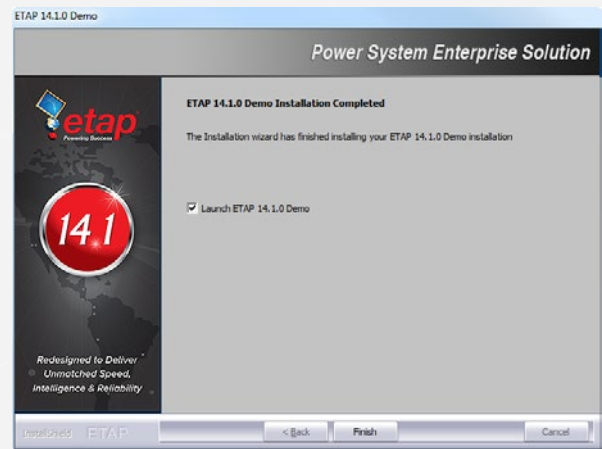 ETAP 14.1.0 Demo
Power System Enterprise Solution
etap
Powering Success
14.1
Redesigned to Deliver
Unmatched Speed,
Intelligence & Reliability
ETAP 14.1.0 Demo Installation Completed
The Installation wizard has finished installing your ETAP 14.1.0 Demo installation
Launch ETAP 14.1.0 Demo
InstallShield ETAP
< Back Finish Cancel